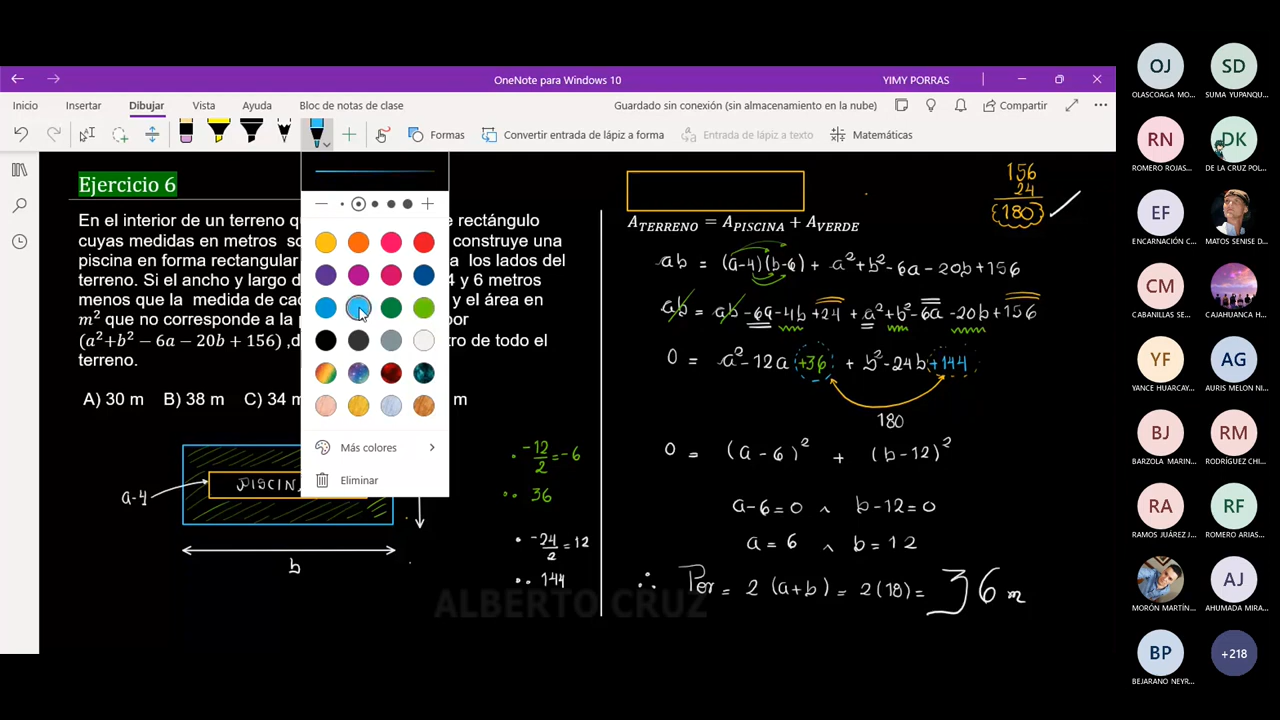 OneNote para Windows 10
YIMY PORRAS
Inicio Insertar Dibujar Vista Ayuda Bloc de notas de clase
Guardado sin conexión (sin almacenamiento en la nube)
Compartir
Formas
Convertir entrada de lápiz a forma
Entrada de lápiz a texto
Matemáticas
Ejercicio 6
En el interior de un terreno q rectángulo
cuyas medidas en metros so construye una
piscina en forma rectangular a los lados del
terreno. Si el ancho y largo d 4 y 6 metros
menos que la medida de ca y el área en
m² que no corresponde a la p por
(a²+b² − 6a − 20b + 156) ,d tro de todo el
terreno.
A) 30 m B) 38 m C) 34 m
Más colores
Eliminar
PISCIN
a-4
b
. -12/2 = -6
.. 36
. -24/2 = 12
.. 144
156
24
180
A_TERRENO = A_PISCINA + A_VERDE
ab = (a-4)(b-6) + a²+b²-6a-20b+156
ab = ab-6a-4b+24 + a²+b²-6a-20b+156
0 = a²-12a+36 + b²-24b+144
180
0 = (a-6)² + (b-12)²
a-6=0 ∧ b-12=0
a=6 ∧ b=12
∴ Per = 2(a+b) = 2(18) = 36 m
ALBERTO CRUZ
OJ
OLASCOAGA MO...
SD
SUMA YUPANQU...
RN
ROMERO ROJAS...
DK
DE LA CRUZ POL...
EF
ENCARNACIÓN C...
MATOS SENISE D...
CM
CABANILLAS SE...
CAJAHUANCA H...
YF
YANCE HUARCAY...
AG
AURIS MELON NI...
BJ
BARZOLA MARIN...
RM
RODRÍGUEZ CHI...
RA
RAMOS JUÁREZ J...
RF
ROMERO ARIAS...
MORÓN MARTÍN...
AJ
AHUMADA MIRA...
BP
BEJARANO NEYR...
+218